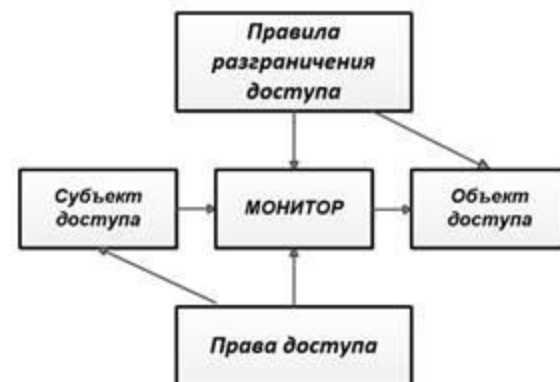 Правила
разграничения
доступа
Субъект
доступа
МОНИТОР
Объект
доступа
Права доступа